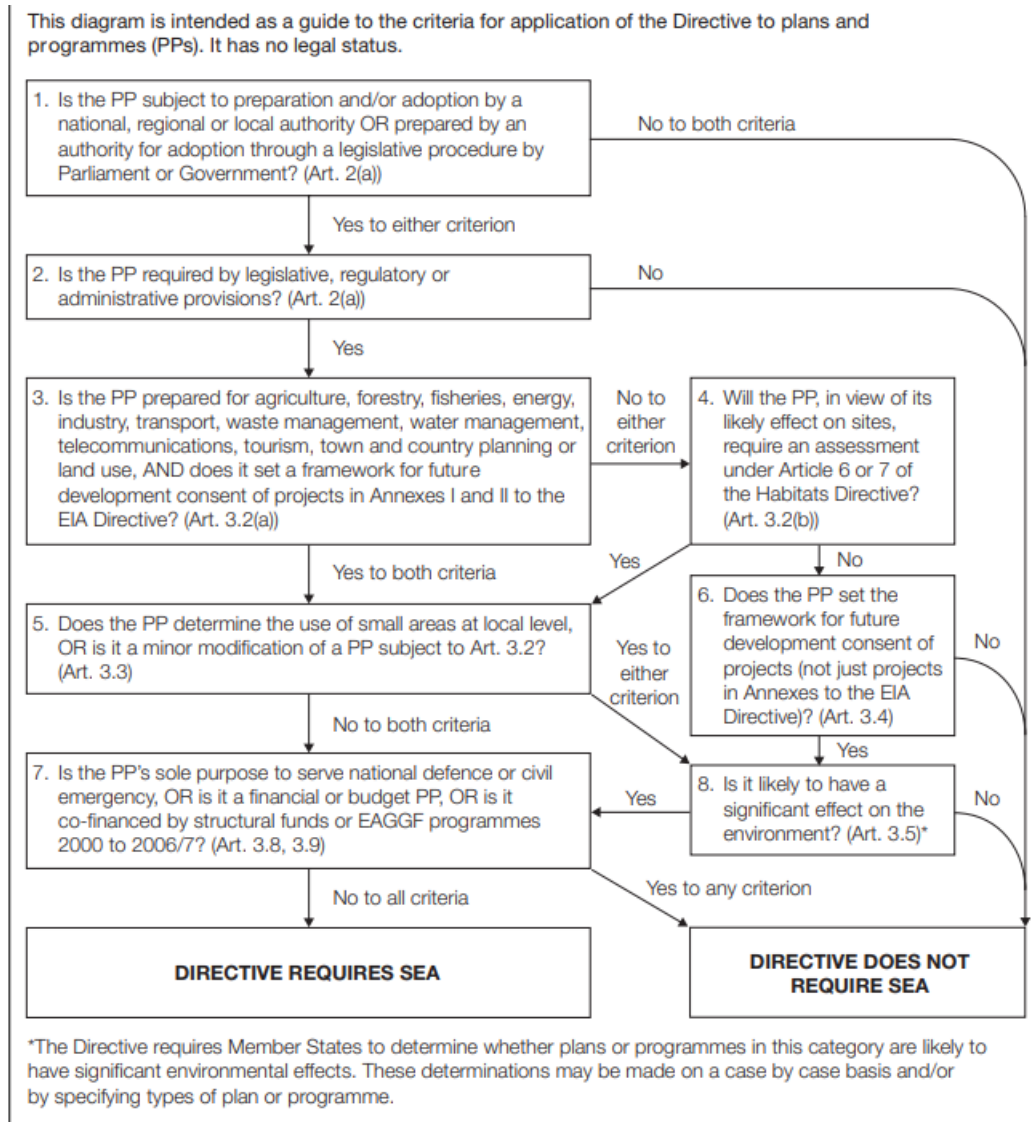 This diagram is intended as a guide to the criteria for application of the Directive to plans and
programmes (PPs). It has no legal status.
1. Is the PP subject to preparation and/or adoption by a
national, regional or local authority OR prepared by an
authority for adoption through a legislative procedure by
Parliament or Government? (Art. 2(a))
No to both criteria
Yes to either criterion
2. Is the PP required by legislative, regulatory or
administrative provisions? (Art. 2(a))
No
Yes
3. Is the PP prepared for agriculture, forestry, fisheries, energy,
industry, transport, waste management, water management,
telecommunications, tourism, town and country planning or
land use, AND does it set a framework for future
development consent of projects in Annexes I and II to the
EIA Directive? (Art. 3.2(a))
No to
either
criterion
4. Will the PP, in view of its
likely effect on sites,
require an assessment
under Article 6 or 7 of
the Habitats Directive?
(Art. 3.2(b))
Yes
No
Yes to both criteria
5. Does the PP determine the use of small areas at local level,
OR is it a minor modification of a PP subject to Art. 3.2?
(Art. 3.3)
Yes to
either
criterion
6. Does the PP set the
framework for future
development consent of
projects (not just projects
in Annexes to the EIA
Directive)? (Art. 3.4)
No
No to both criteria
Yes
7. Is the PP's sole purpose to serve national defence or civil
emergency, OR is it a financial or budget PP, OR is it
co-financed by structural funds or EAGGF programmes
2000 to 2006/7? (Art. 3.8, 3.9)
Yes
8. Is it likely to have a
significant effect on the
environment? (Art. 3.5)*
No
No to all criteria
Yes to any criterion
DIRECTIVE REQUIRES SEA
DIRECTIVE DOES NOT
REQUIRE SEA
*The Directive requires Member States to determine whether plans or programmes in this category are likely to
have significant environmental effects. These determinations may be made on a case by case basis and/or
by specifying types of plan or programme.